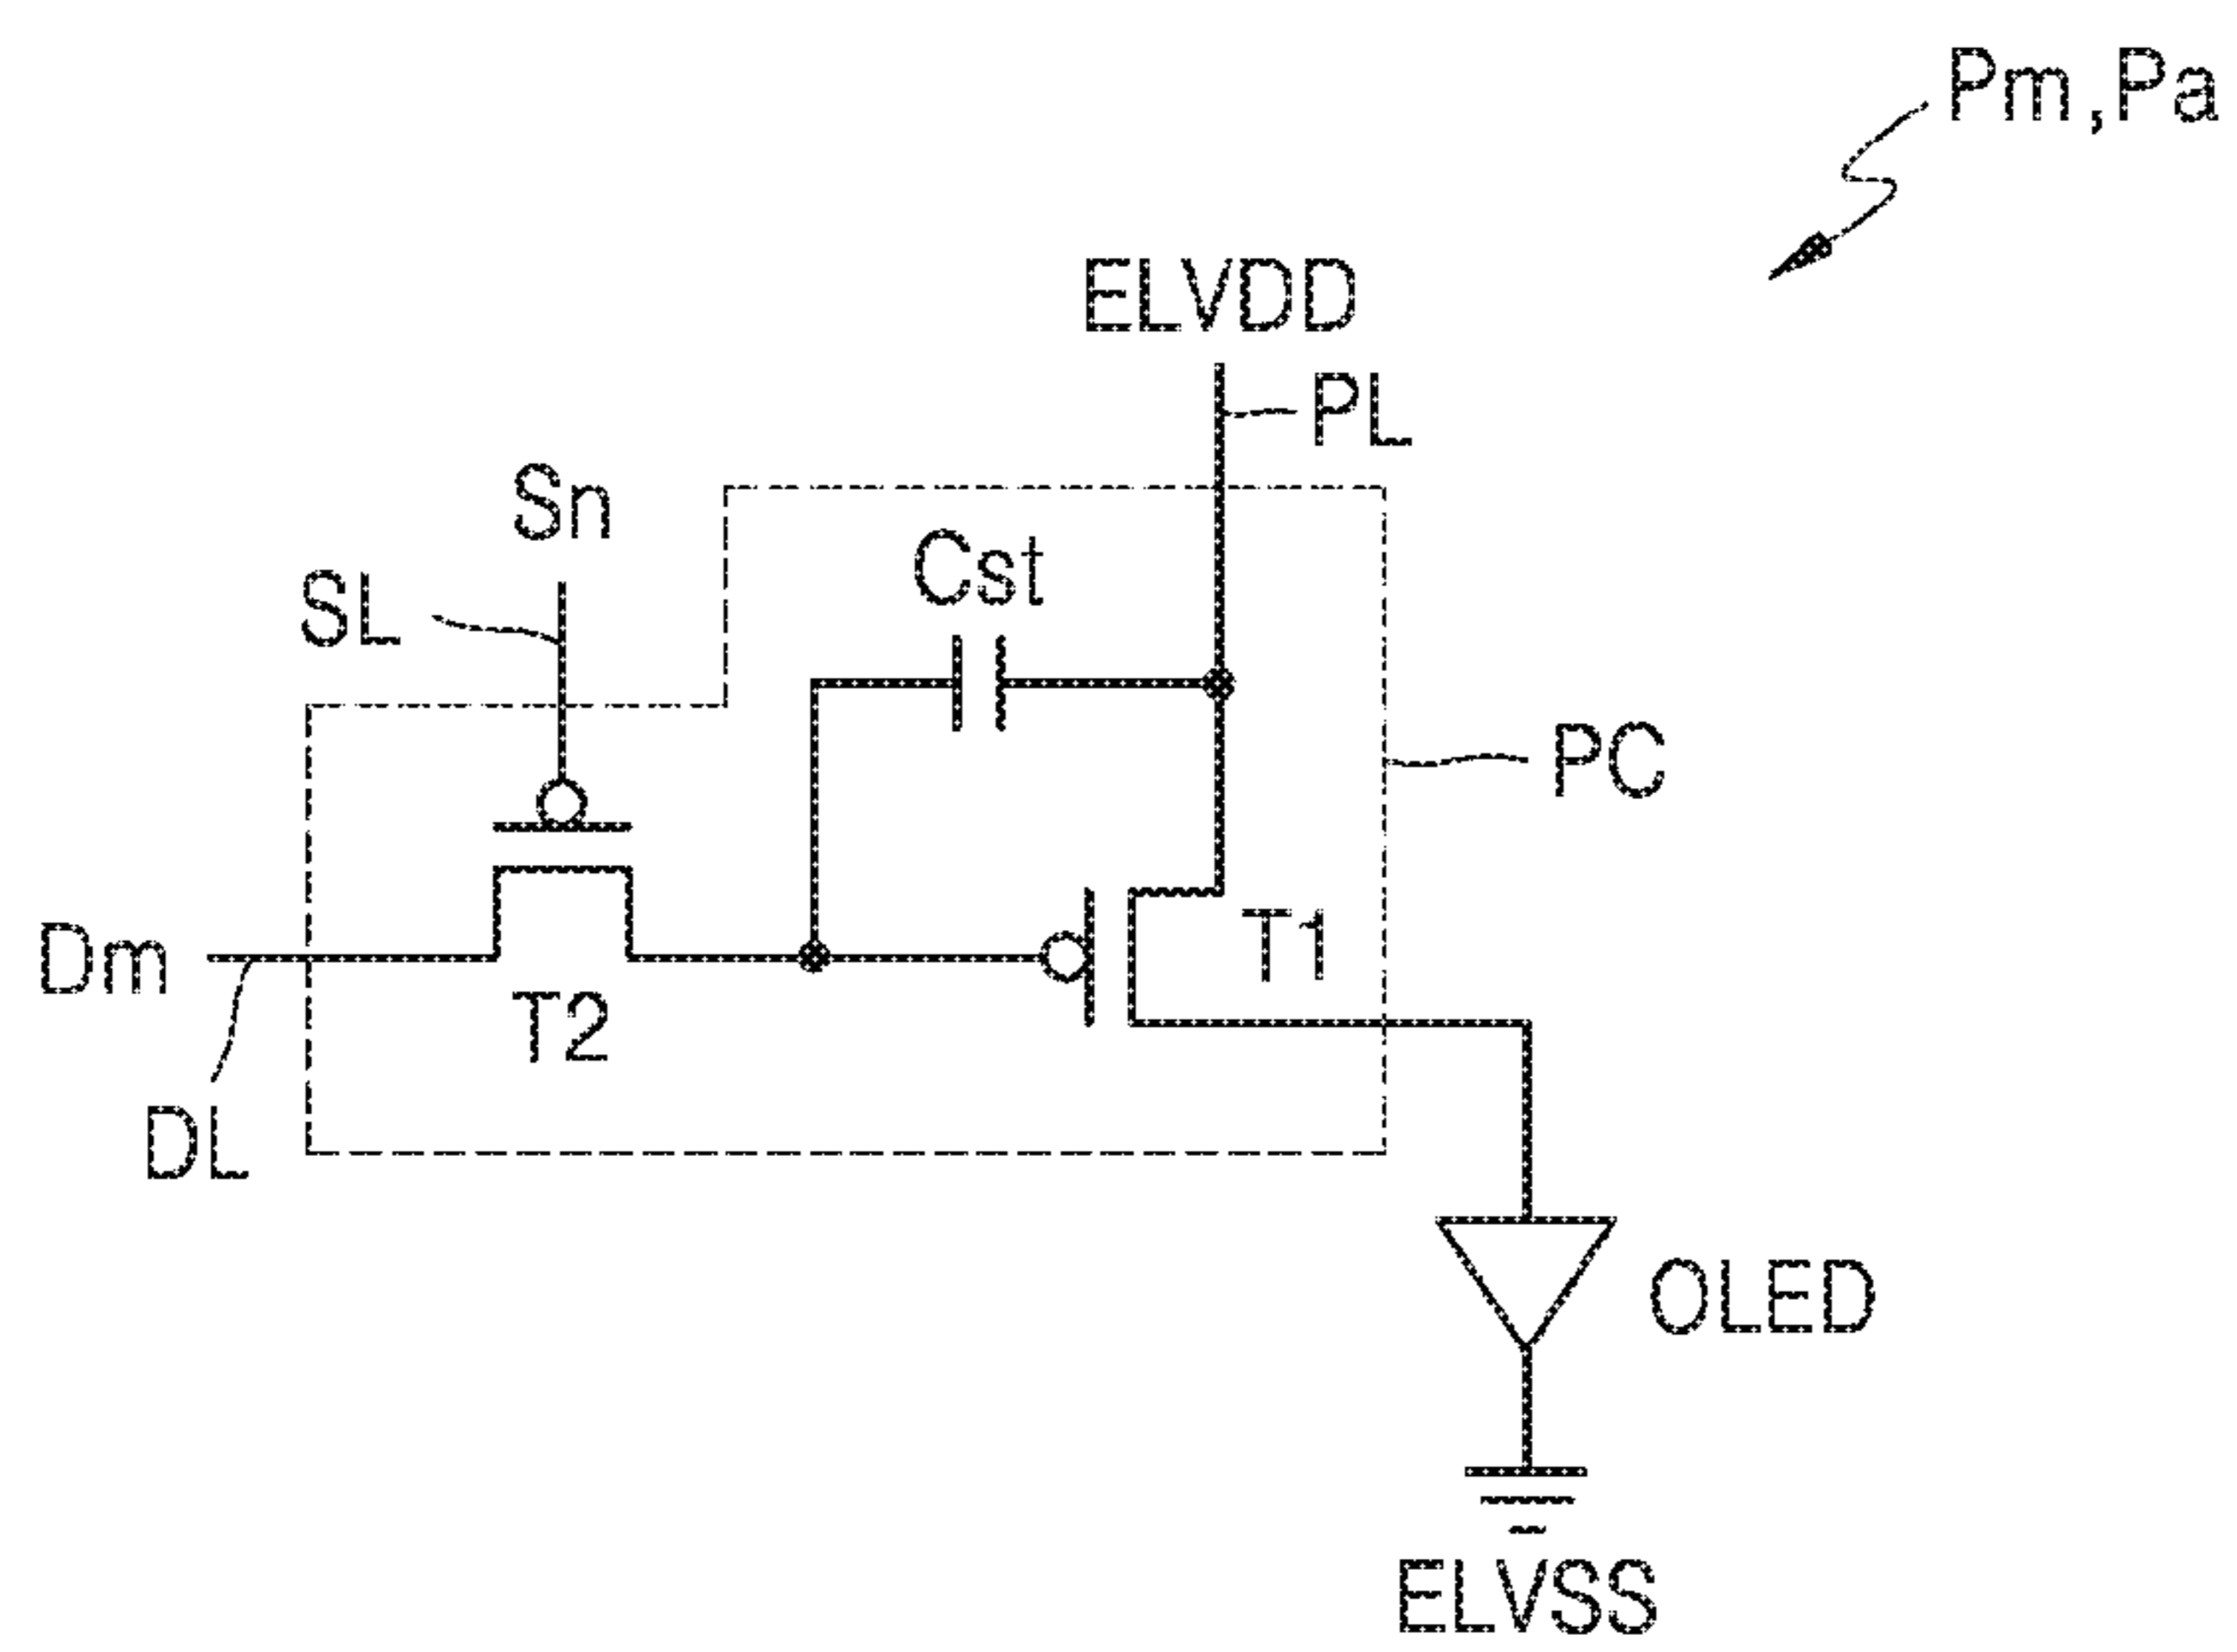 Pm,Pa
ELVDD
PL
Sn
Cst
SL
PC
Dm
T1
T2
DL
OLED
ELVSS